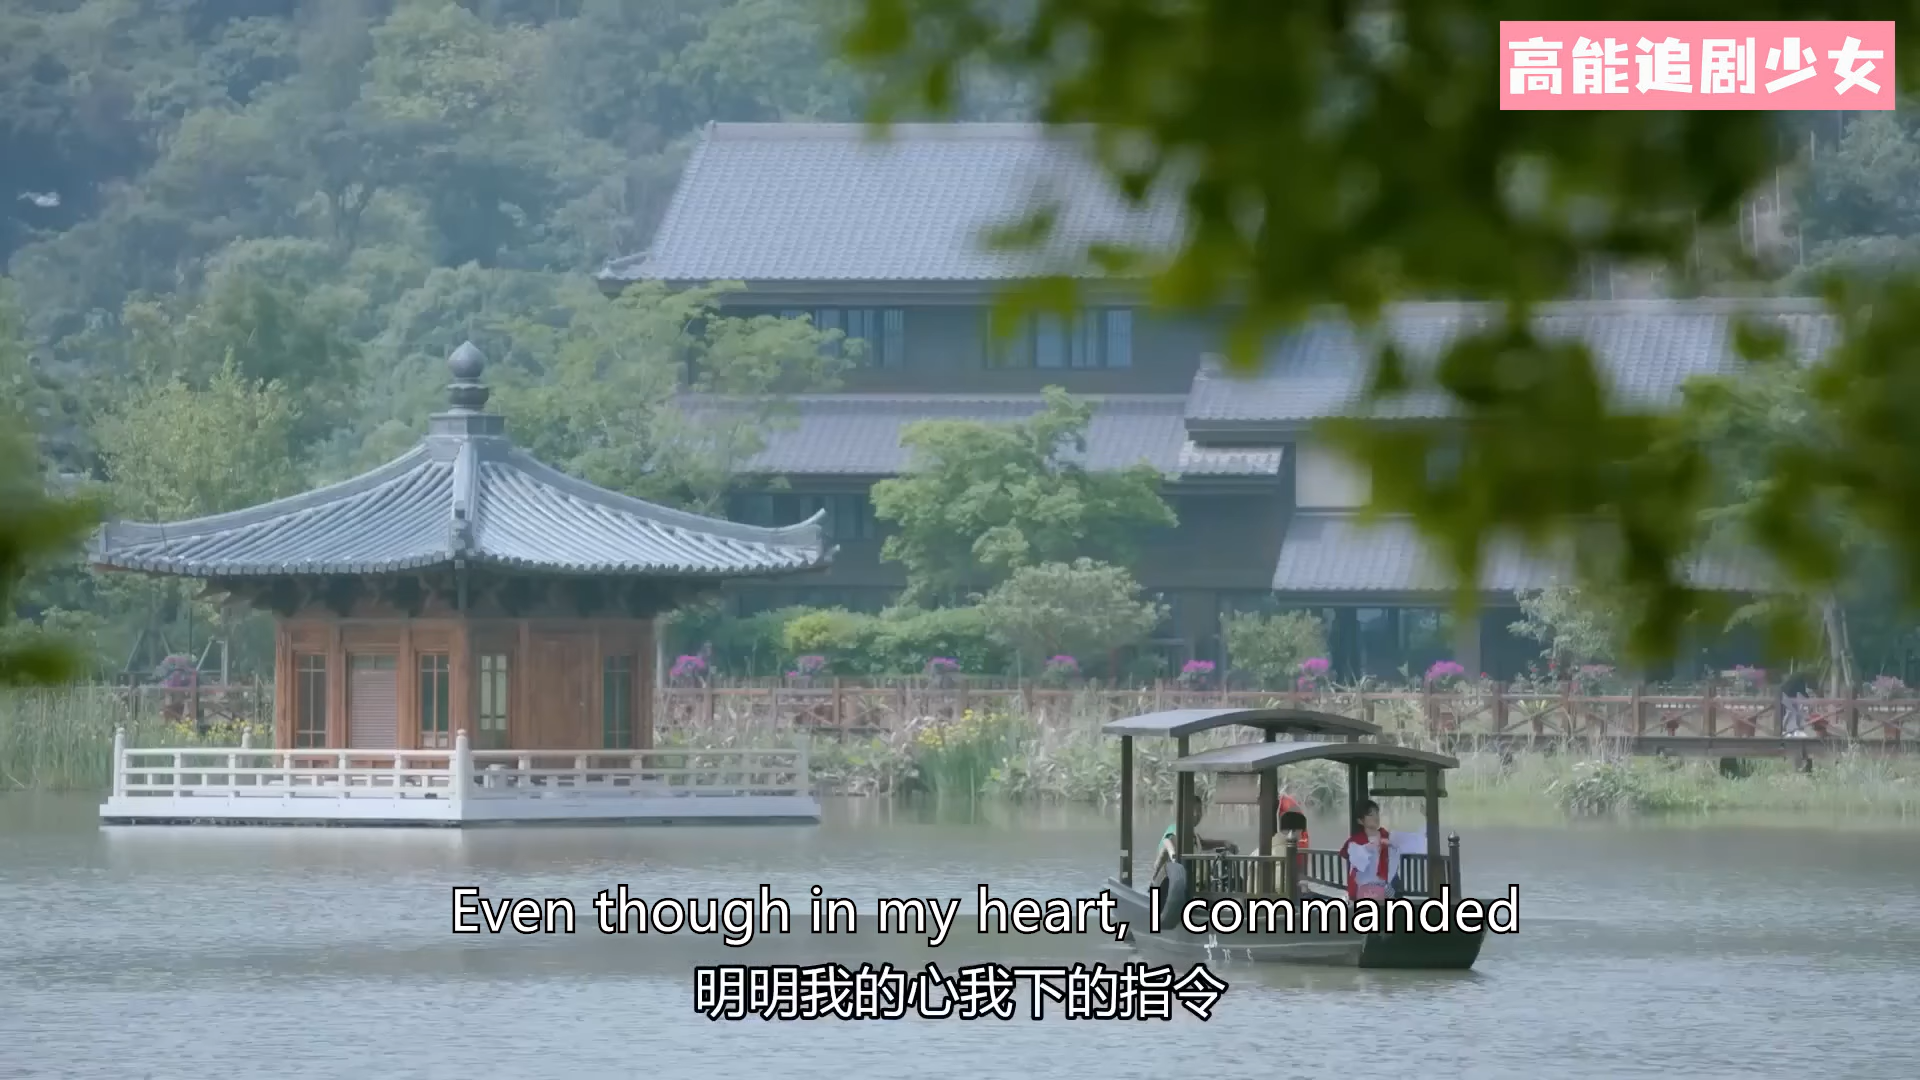 高能追剧少女
Even though in my heart, I commanded
明明我的心我下的指令